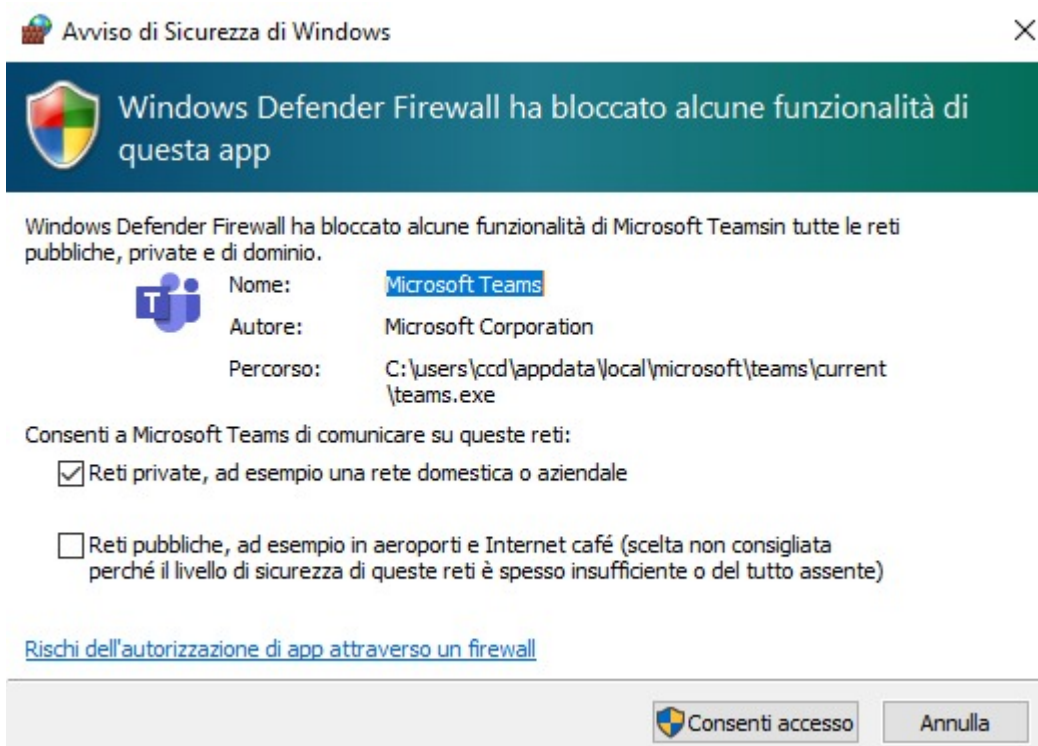 Avviso di Sicurezza di Windows
Windows Defender Firewall ha bloccato alcune funzionalità di
questa app
Windows Defender Firewall ha bloccato alcune funzionalità di Microsoft Teamsin tutte le reti
pubbliche, private e di dominio.
T
Nome: Microsoft Teams
Autore: Microsoft Corporation
Percorso: C:\users\ccd\appdata\local\microsoft\teams\current
\teams.exe
Consenti a Microsoft Teams di comunicare su queste reti:
Reti private, ad esempio una rete domestica o aziendale
Reti pubbliche, ad esempio in aeroporti e Internet café (scelta non consigliata
perché il livello di sicurezza di queste reti è spesso insufficiente o del tutto assente)
Rischi dell'autorizzazione di app attraverso un firewall
Consenti accesso Annulla